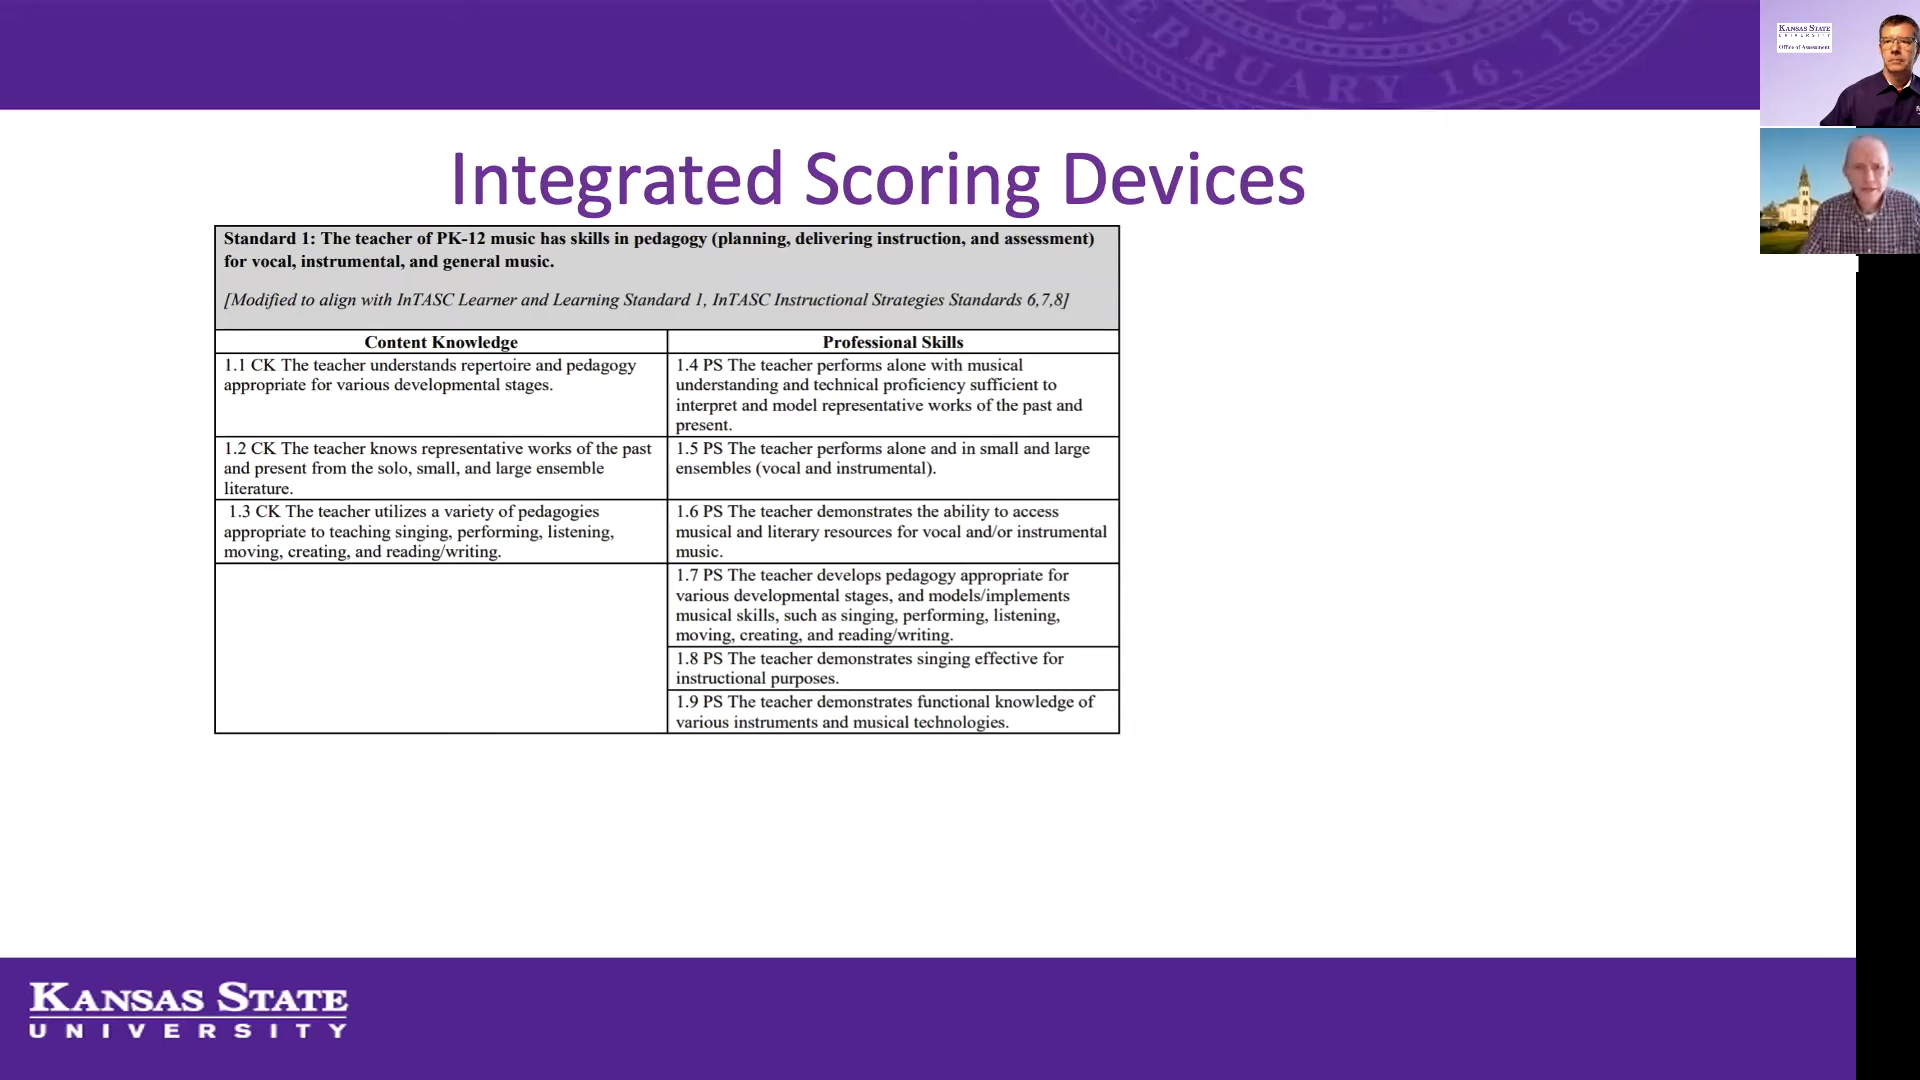 FEBRUARY 16, 186
KANSAS STATE
UNIVERSITY
Office of Assessment
Integrated Scoring Devices
Standard 1: The teacher of PK-12 music has skills in pedagogy (planning, delivering instruction, and assessment)
for vocal, instrumental, and general music.
[Modified to align with InTASC Learner and Learning Standard 1, InTASC Instructional Strategies Standards 6,7,8]
Content Knowledge
Professional Skills
1.1 CK The teacher understands repertoire and pedagogy
appropriate for various developmental stages.
1.4 PS The teacher performs alone with musical
understanding and technical proficiency sufficient to
interpret and model representative works of the past and
present.
1.2 CK The teacher knows representative works of the past
and present from the solo, small, and large ensemble
literature.
1.5 PS The teacher performs alone and in small and large
ensembles (vocal and instrumental).
1.3 CK The teacher utilizes a variety of pedagogies
appropriate to teaching singing, performing, listening,
moving, creating, and reading/writing.
1.6 PS The teacher demonstrates the ability to access
musical and literary resources for vocal and/or instrumental
music.
1.7 PS The teacher develops pedagogy appropriate for
various developmental stages, and models/implements
musical skills, such as singing, performing, listening,
moving, creating, and reading/writing.
1.8 PS The teacher demonstrates singing effective for
instructional purposes.
1.9 PS The teacher demonstrates functional knowledge of
various instruments and musical technologies.
KANSAS STATE
UNIVERSITY